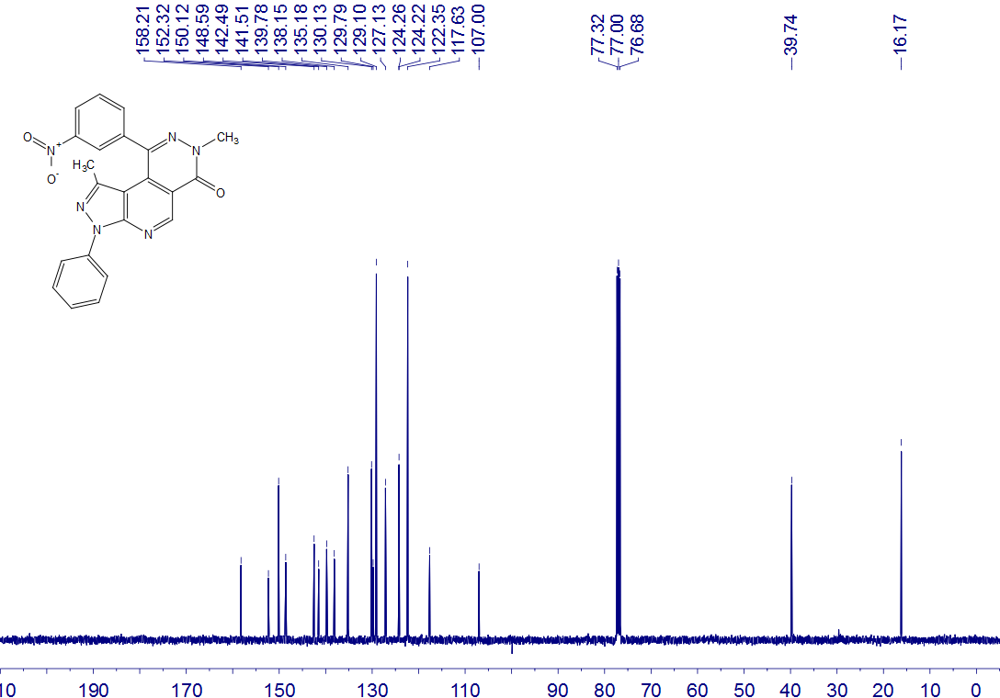 158.21
152.32
150.12
148.59
142.49
141.51
139.78
138.15
135.18
130.13
129.79
129.10
127.13
124.26
124.22
122.35
117.63
107.00
77.32
77.00
76.68
39.74
16.17
O
N+
O-
N
N
CH3
H3C
O
N
N
N
10 190 170 150 130 110 90 80 70 60 50 40 30 20 10 0